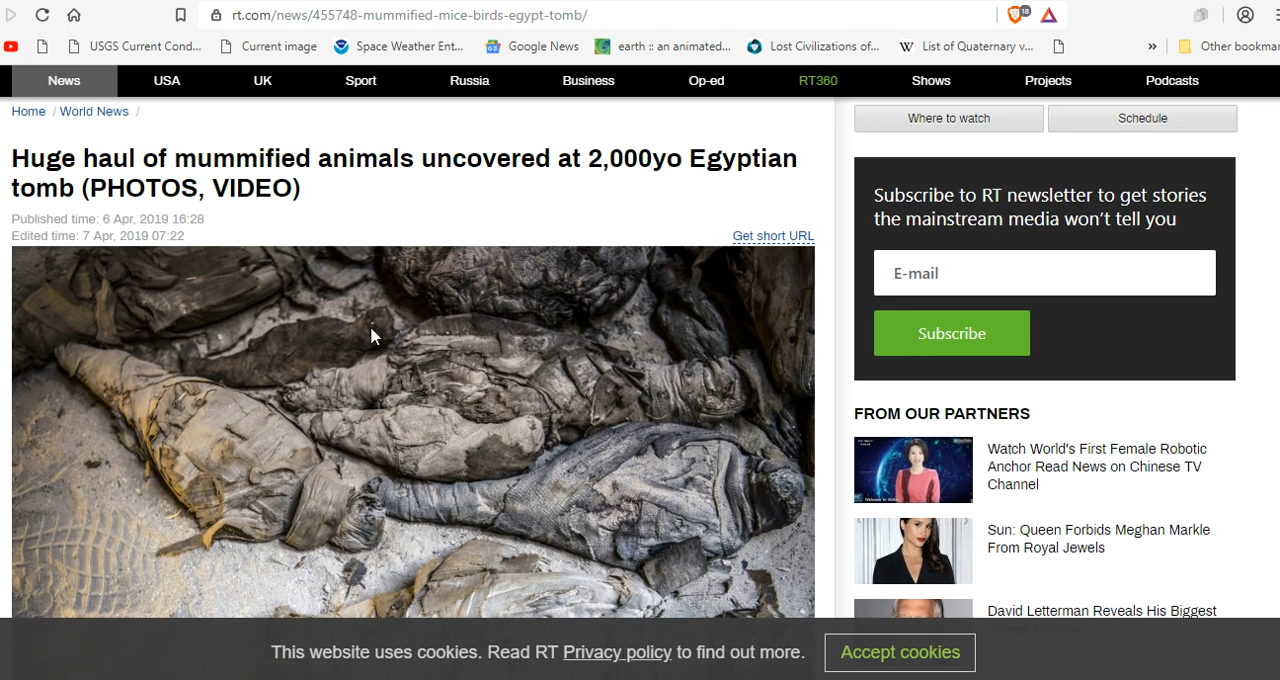 rt.com/news/455748-mummified-mice-birds-egypt-tomb/
18
USGS Current Cond...
Current image
Space Weather Ent...
Google News
earth :: an animated...
Lost Civilizations of...
W
List of Quaternary v...
»
Other bookmar
News
USA
UK
Sport
Russia
Business
Op-ed
RT360
Shows
Projects
Podcasts
Home / World News /
Where to watch
Schedule
Huge haul of mummified animals uncovered at 2,000yo Egyptian
tomb (PHOTOS, VIDEO)
Published time: 6 Apr, 2019 16:28
Edited time: 7 Apr, 2019 07:22
Get short URL
Subscribe to RT newsletter to get stories
the mainstream media won't tell you
E-mail
Subscribe
FROM OUR PARTNERS
Watch World's First Female Robotic
Anchor Read News on Chinese TV
Channel
Sun: Queen Forbids Meghan Markle
From Royal Jewels
David Letterman Reveals His Biggest
This website uses cookies. Read RT Privacy policy to find out more.
Accept cookies